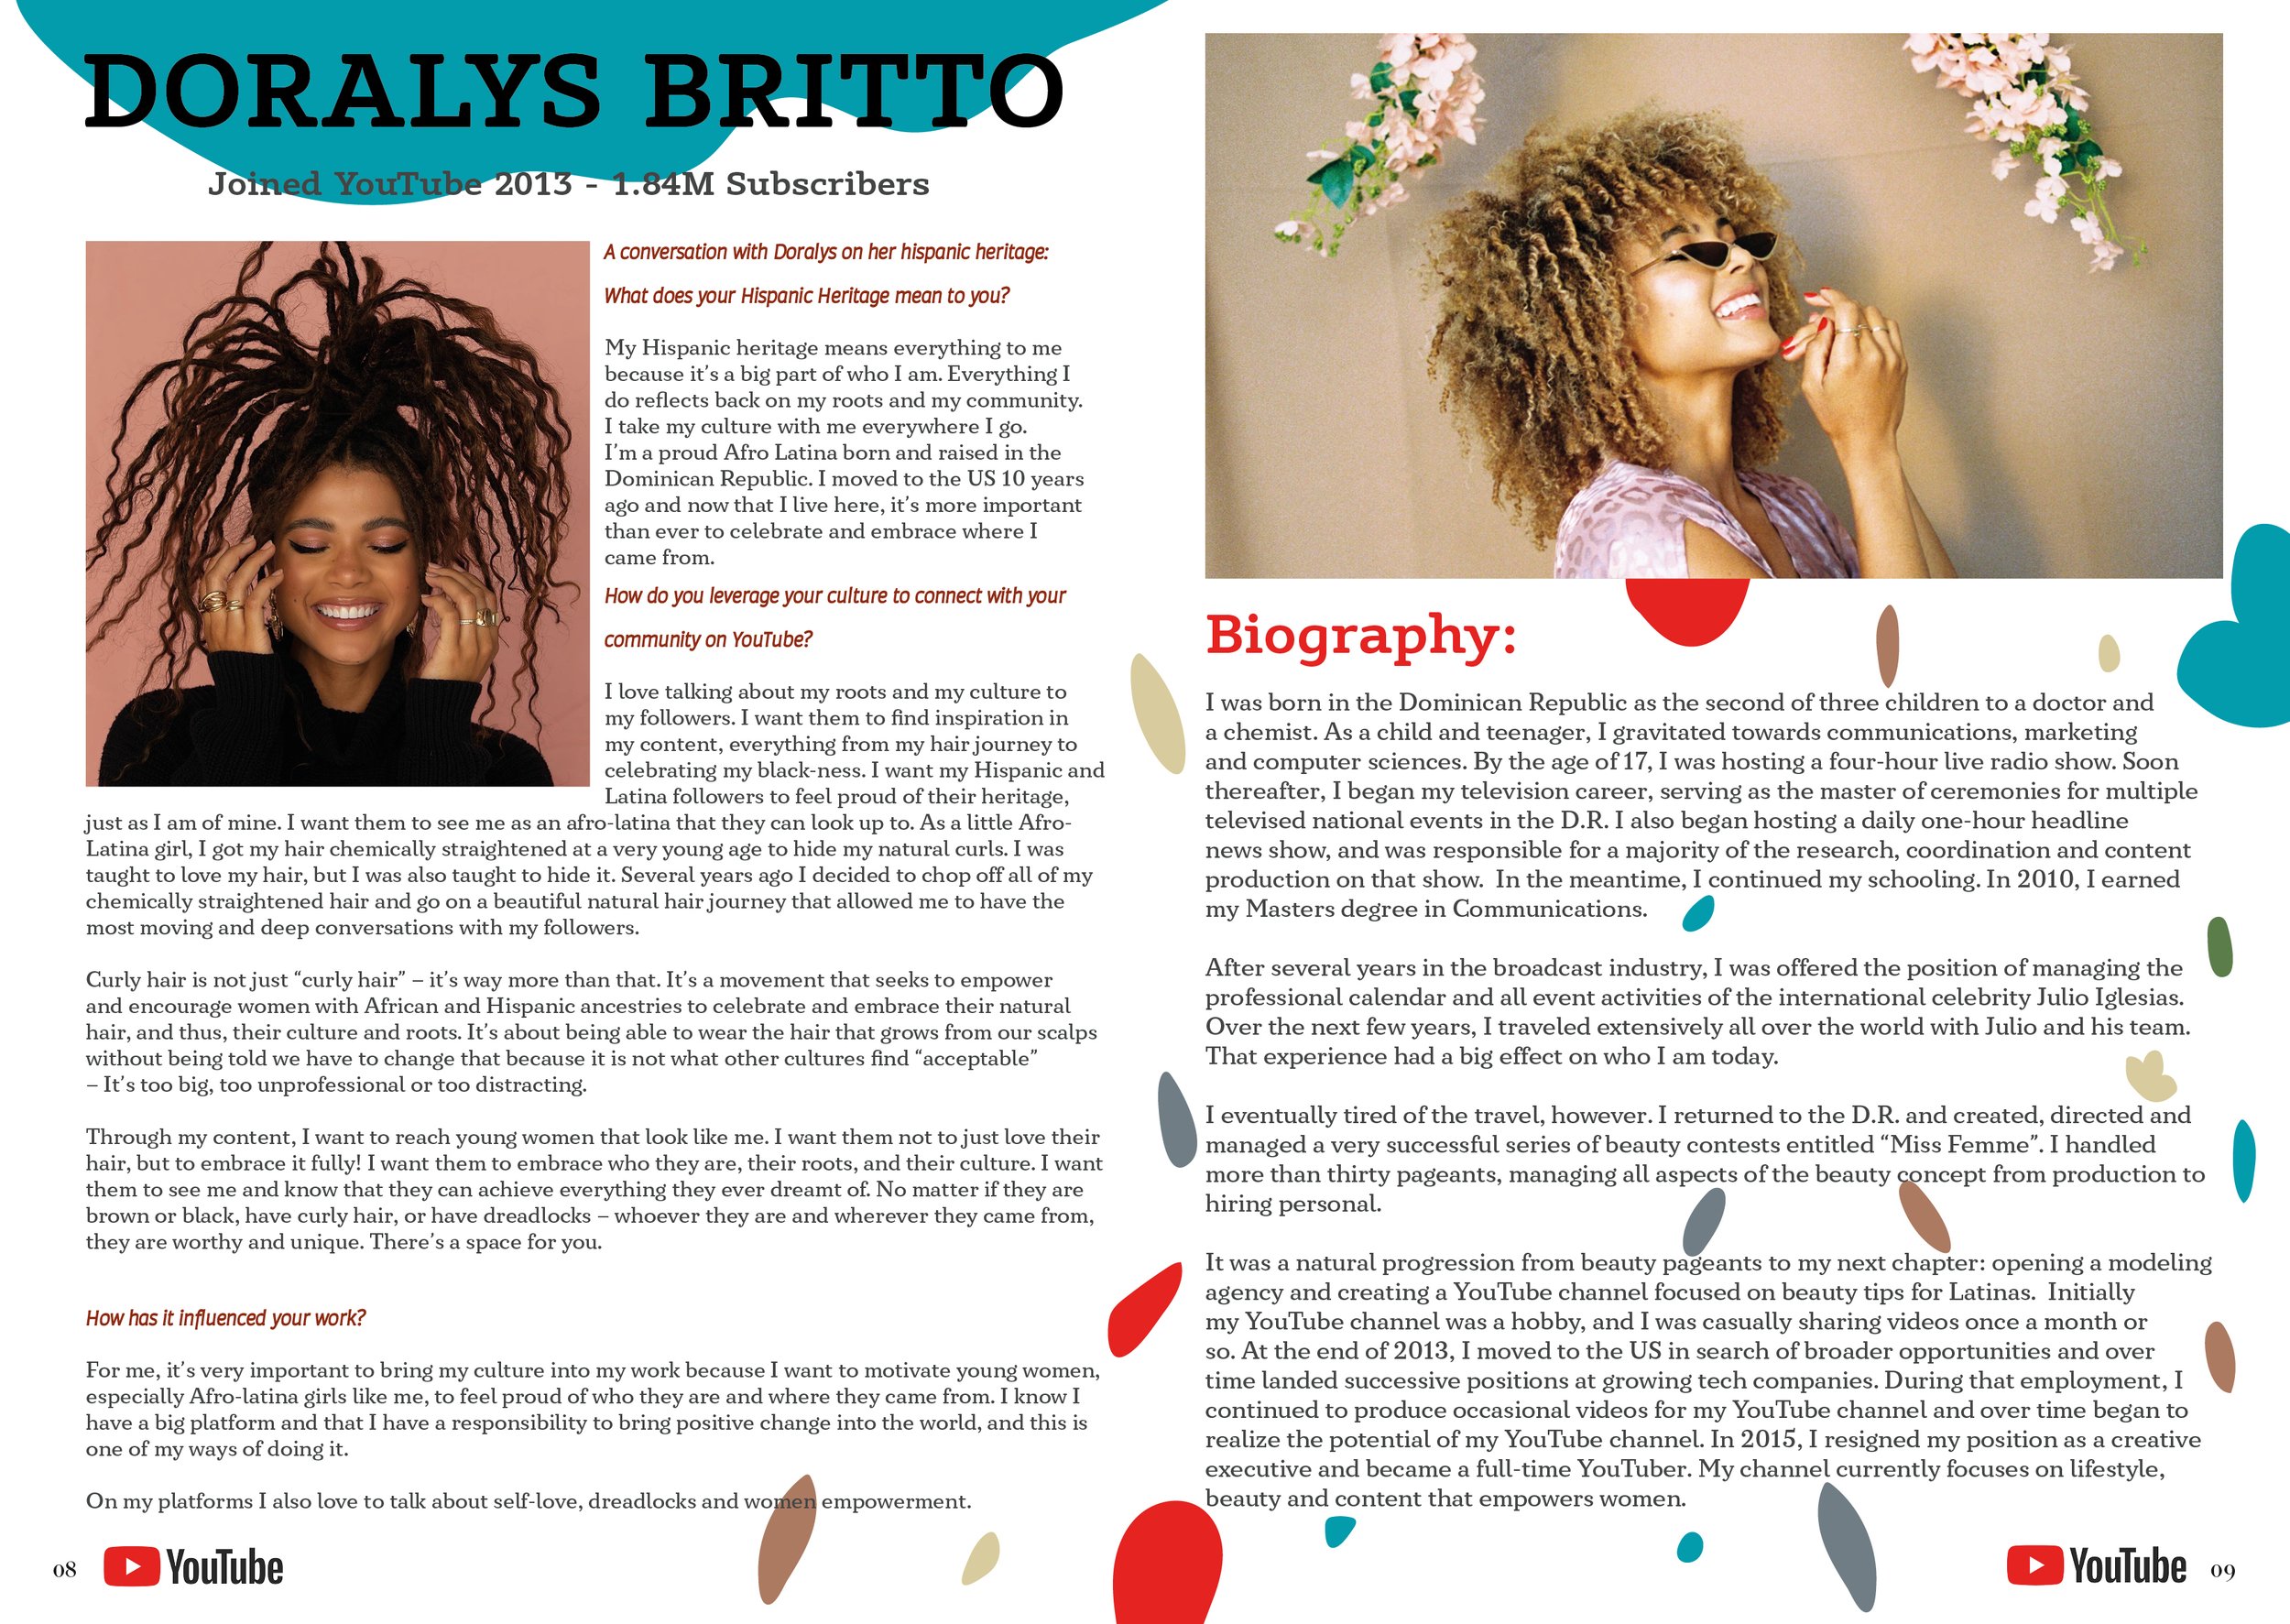 DORALYS BRITTO
Joined YouTube 2013 - 1.84M Subscribers
A conversation with Doralys on her hispanic heritage:
What does your Hispanic Heritage mean to you?
My Hispanic heritage means everything to me
because it's a big part of who I am. Everything I
do reflects back on my roots and my community.
I take my culture with me everywhere I go.
I'm a proud Afro Latina born and raised in the
Dominican Republic. I moved to the US 10 years
ago and now that I live here, it's more important
than ever to celebrate and embrace where I
came from.
How do you leverage your culture to connect with your
community on YouTube?
I love talking about my roots and my culture to
my followers. I want them to find inspiration in
my content, everything from my hair journey to
celebrating my black-ness. I want my Hispanic and
Latina followers to feel proud of their heritage,
just as I am of mine. I want them to see me as an afro-latina that they can look up to. As a little Afro-
Latina girl, I got my hair chemically straightened at a very young age to hide my natural curls. I was
taught to love my hair, but I was also taught to hide it. Several years ago I decided to chop off all of my
chemically straightened hair and go on a beautiful natural hair journey that allowed me to have the
most moving and deep conversations with my followers.
Curly hair is not just “curly hair” – it's way more than that. It's a movement that seeks to empower
and encourage women with African and Hispanic ancestries to celebrate and embrace their natural
hair, and thus, their culture and roots. It's about being able to wear the hair that grows from our scalps
without being told we have to change that because it is not what other cultures find “acceptable”
– It's too big, too unprofessional or too distracting.
Through my content, I want to reach young women that look like me. I want them not to just love their
hair, but to embrace it fully! I want them to embrace who they are, their roots, and their culture. I want
them to see me and know that they can achieve everything they ever dreamt of. No matter if they are
brown or black, have curly hair, or have dreadlocks – whoever they are and wherever they came from,
they are worthy and unique. There's a space for you.
How has it influenced your work?
For me, it's very important to bring my culture into my work because I want to motivate young women,
especially Afro-latina girls like me, to feel proud of who they are and where they came from. I know I
have a big platform and that I have a responsibility to bring positive change into the world, and this is
one of my ways of doing it.
On my platforms I also love to talk about self-love, dreadlocks and women empowerment.
08 YouTube
Biography:
I was born in the Dominican Republic as the second of three children to a doctor and
a chemist. As a child and teenager, I gravitated towards communications, marketing
and computer sciences. By the age of 17, I was hosting a four-hour live radio show. Soon
thereafter, I began my television career, serving as the master of ceremonies for multiple
televised national events in the D.R. I also began hosting a daily one-hour headline
news show, and was responsible for a majority of the research, coordination and content
production on that show.  In the meantime, I continued my schooling. In 2010, I earned
my Masters degree in Communications.
After several years in the broadcast industry, I was offered the position of managing the
professional calendar and all event activities of the international celebrity Julio Iglesias.
Over the next few years, I traveled extensively all over the world with Julio and his team.
That experience had a big effect on who I am today.
I eventually tired of the travel, however. I returned to the D.R. and created, directed and
managed a very successful series of beauty contests entitled “Miss Femme”. I handled
more than thirty pageants, managing all aspects of the beauty concept from production to
hiring personal.
It was a natural progression from beauty pageants to my next chapter: opening a modeling
agency and creating a YouTube channel focused on beauty tips for Latinas.  Initially
my YouTube channel was a hobby, and I was casually sharing videos once a month or
so. At the end of 2013, I moved to the US in search of broader opportunities and over
time landed successive positions at growing tech companies. During that employment, I
continued to produce occasional videos for my YouTube channel and over time began to
realize the potential of my YouTube channel. In 2015, I resigned my position as a creative
executive and became a full-time YouTuber. My channel currently focuses on lifestyle,
beauty and content that empowers women.
YouTube 09